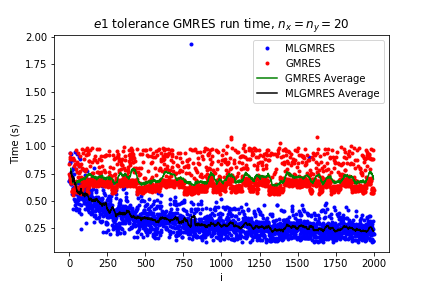 e1 tolerance GMRES run time, nₓ = nᵧ = 20
MLGMRES
GMRES
GMRES Average
MLGMRES Average
Time (s)
2.00
1.75
1.50
1.25
1.00
0.75
0.50
0.25
0 250 500 750 1000 1250 1500 1750 2000
i